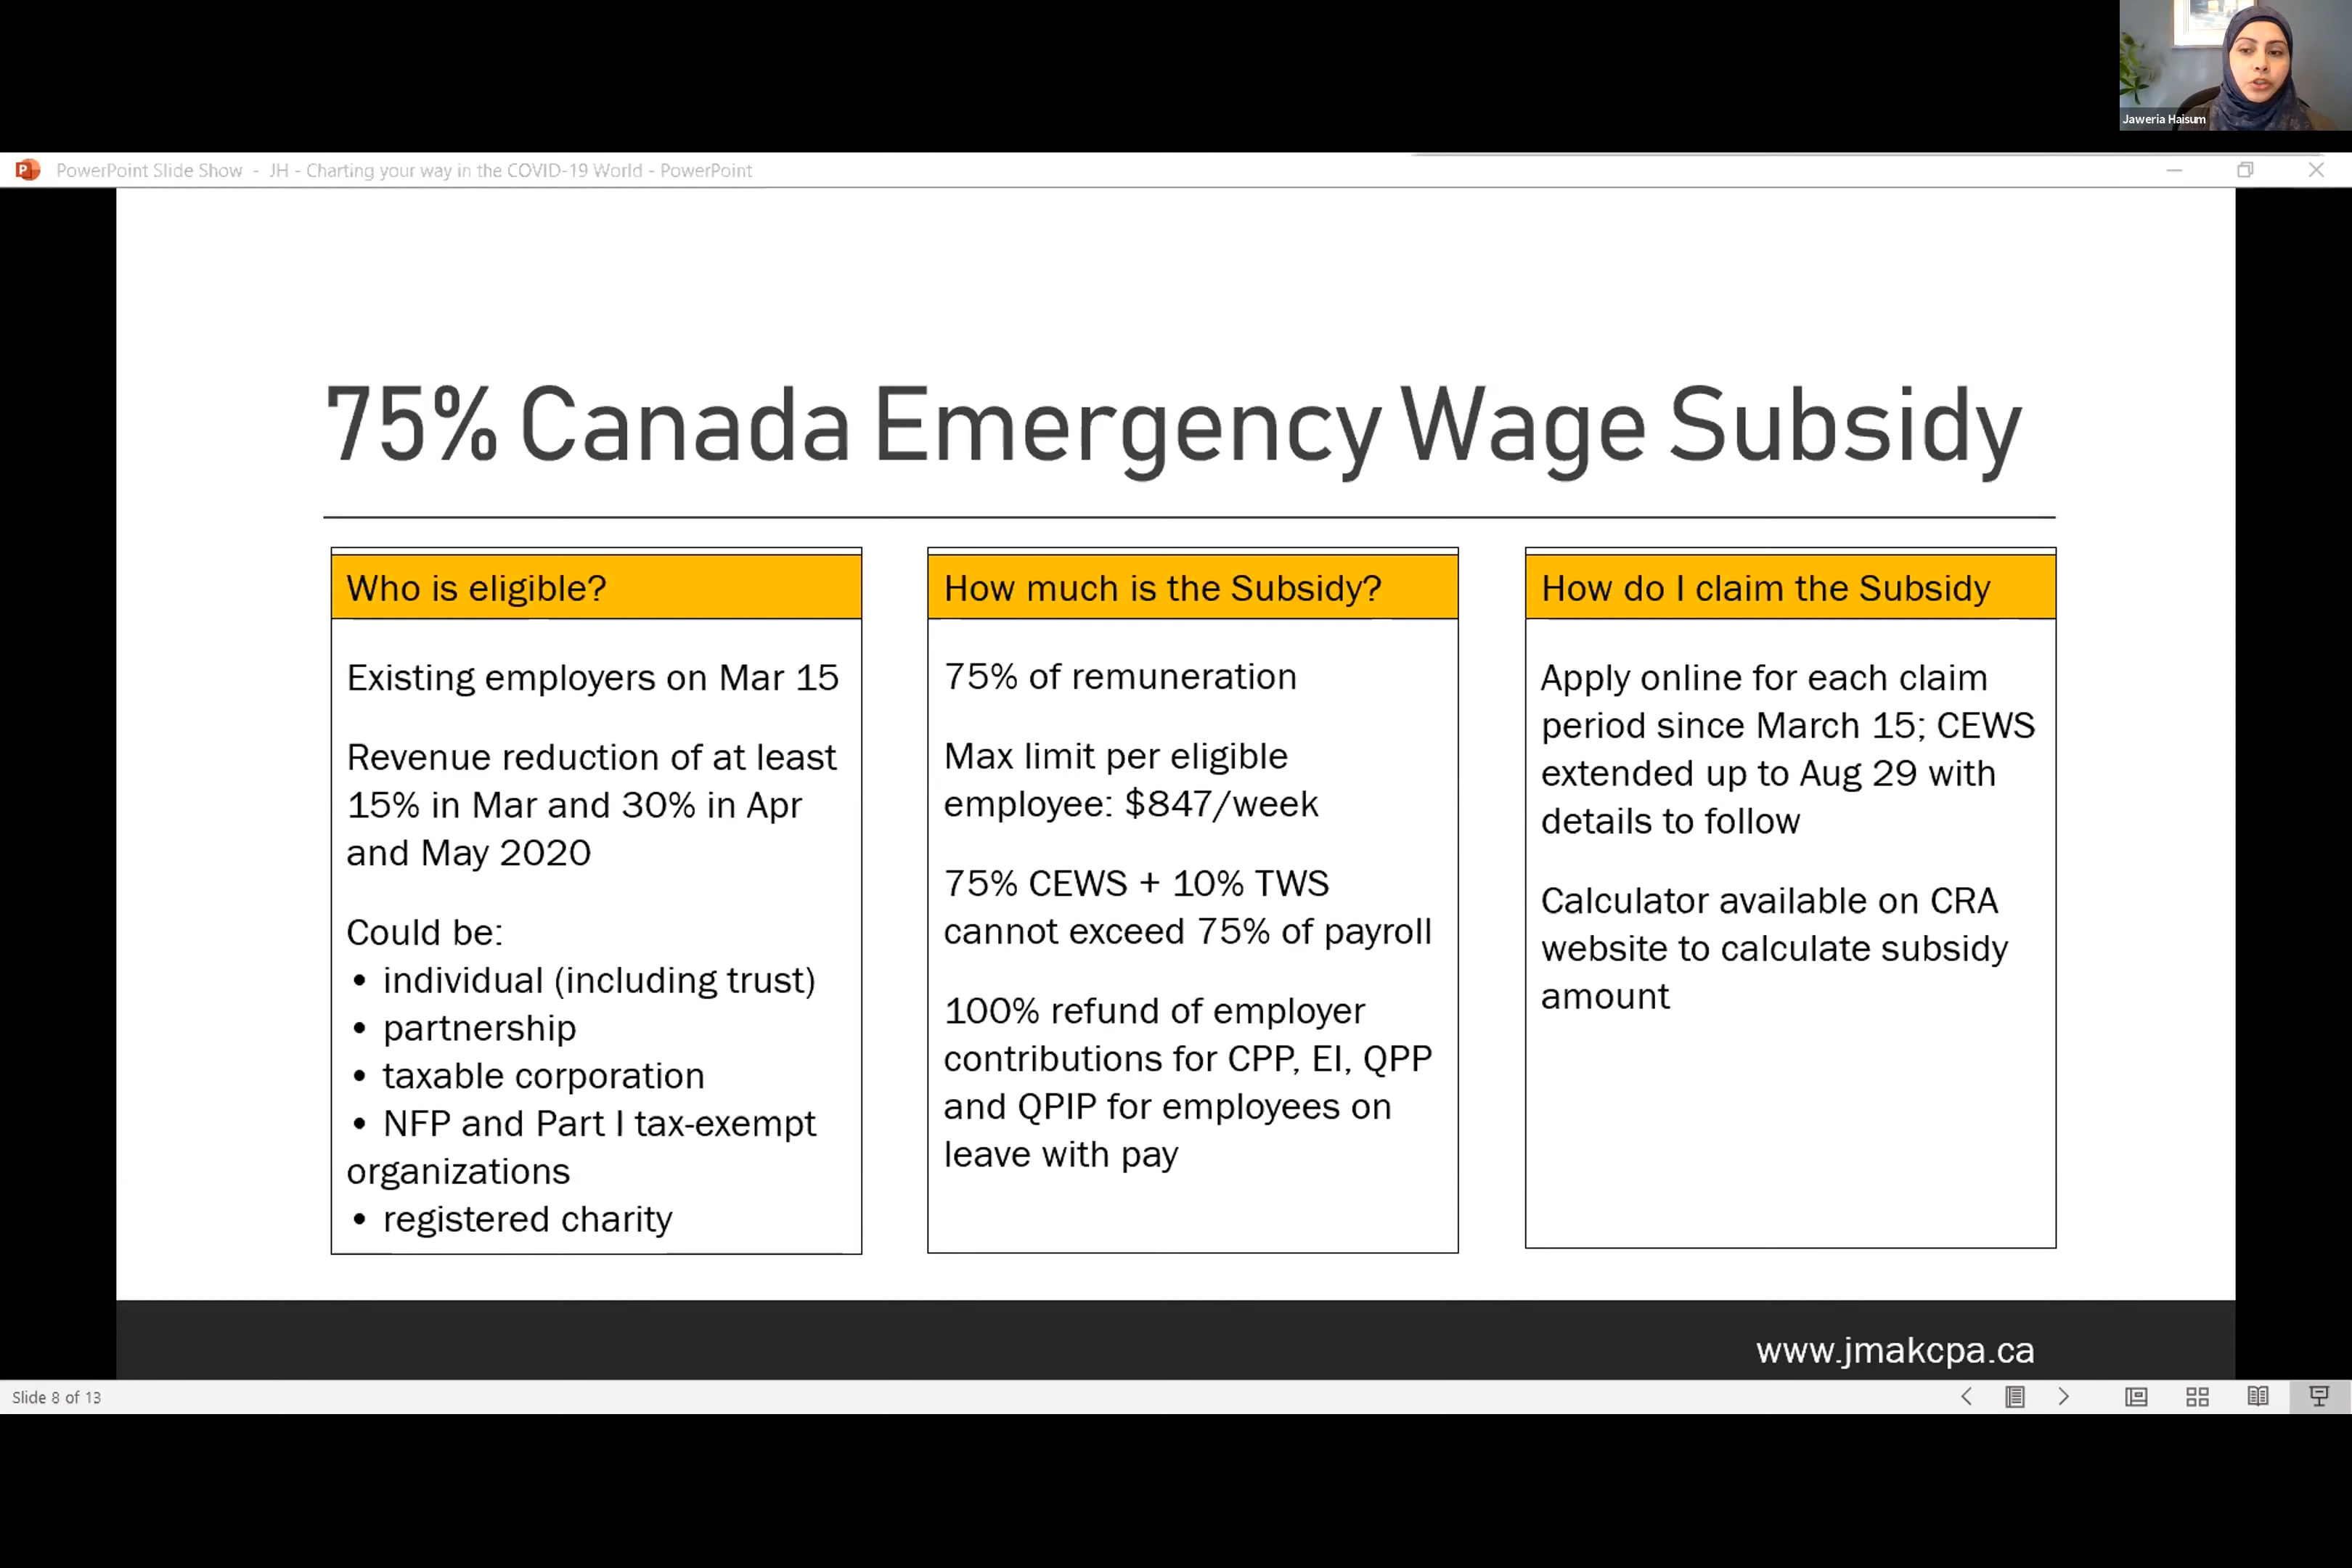 Jaweria Haisum
PowerPoint Slide Show - JH - Charting your way in the COVID-19 World - PowerPoint
75% Canada Emergency Wage Subsidy
Who is eligible?
Existing employers on Mar 15
Revenue reduction of at least
15% in Mar and 30% in Apr
and May 2020
Could be:
• individual (including trust)
• partnership
• taxable corporation
• NFP and Part I tax-exempt
organizations
• registered charity
How much is the Subsidy?
75% of remuneration
Max limit per eligible
employee: $847/week
75% CEWS + 10% TWS
cannot exceed 75% of payroll
100% refund of employer
contributions for CPP, EI, QPP
and QPIP for employees on
leave with pay
How do I claim the Subsidy
Apply online for each claim
period since March 15; CEWS
extended up to Aug 29 with
details to follow
Calculator available on CRA
website to calculate subsidy
amount
www.jmakcpa.ca
Slide 8 of 13